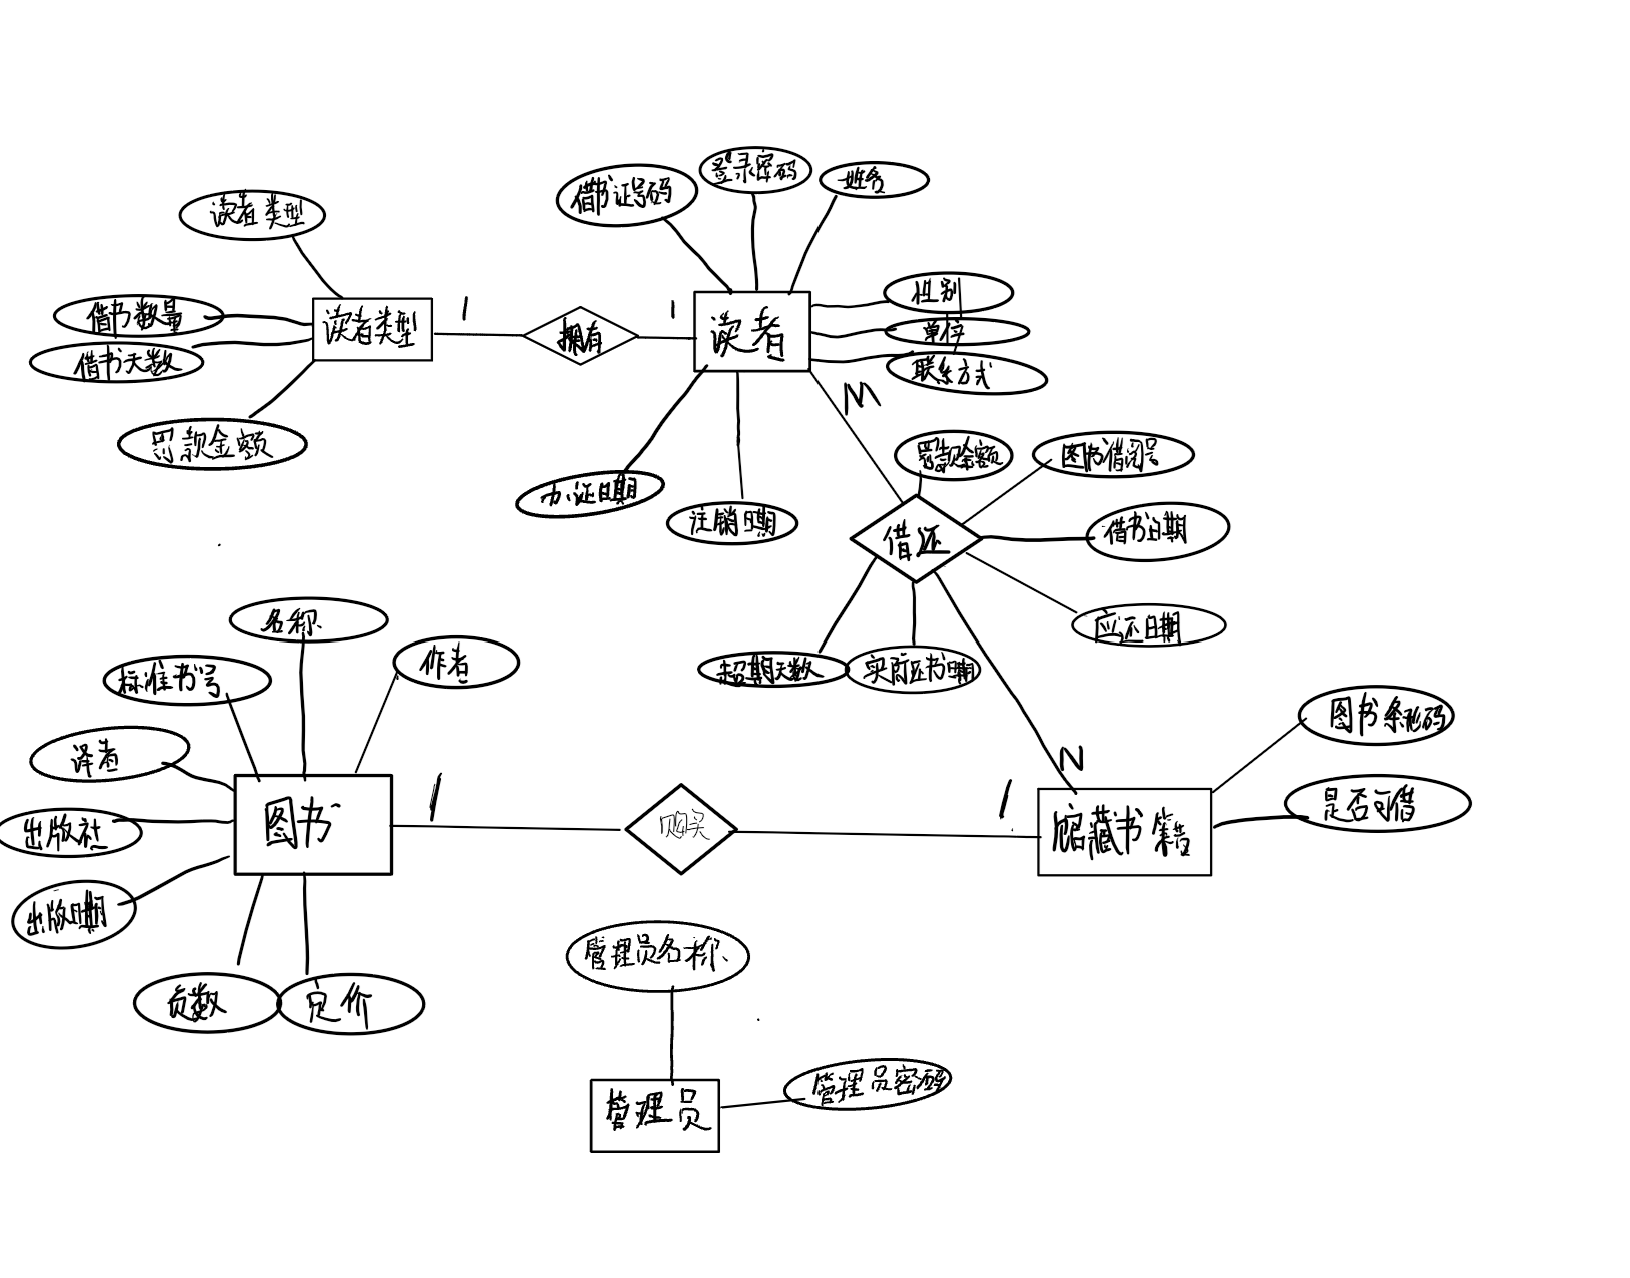 登录密码
借书证号码
姓名
读者类型
性别
借书数量
读者类型
1
拥有
1
读者
单位
借书天数
联系方式
M
罚款金额
罚款金额
图书借阅号
办证日期
注销日期
借还
借书日期
名称
应还日期
作者
标准书号
超期天数
实际还书日期
图书条形码
译者
N
出版社
图书
1
购买
1
馆藏书籍
是否可借
出版日期
管理员名称
页数
定价
管理员
管理员密码